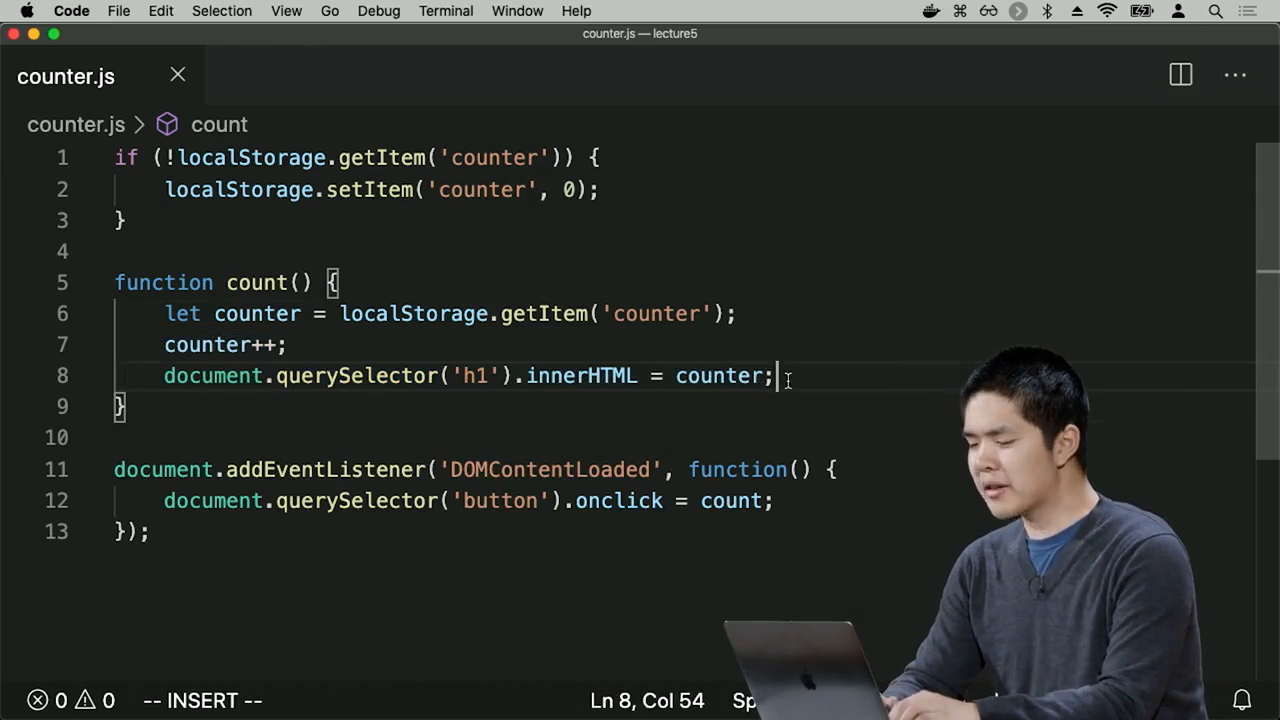 Code File Edit Selection View Go Debug Terminal Window Help
counter.js — lecture5
counter.js
counter.js > count
1 if (!localStorage.getItem('counter')) {
2 localStorage.setItem('counter', 0);
3 }
4
5 function count() {
6 let counter = localStorage.getItem('counter');
7 counter++;
8 document.querySelector('h1').innerHTML = counter;
9 }
10
11 document.addEventListener('DOMContentLoaded', function() {
12 document.querySelector('button').onclick = count;
13 });
0 0 -- INSERT -- Ln 8, Col 54